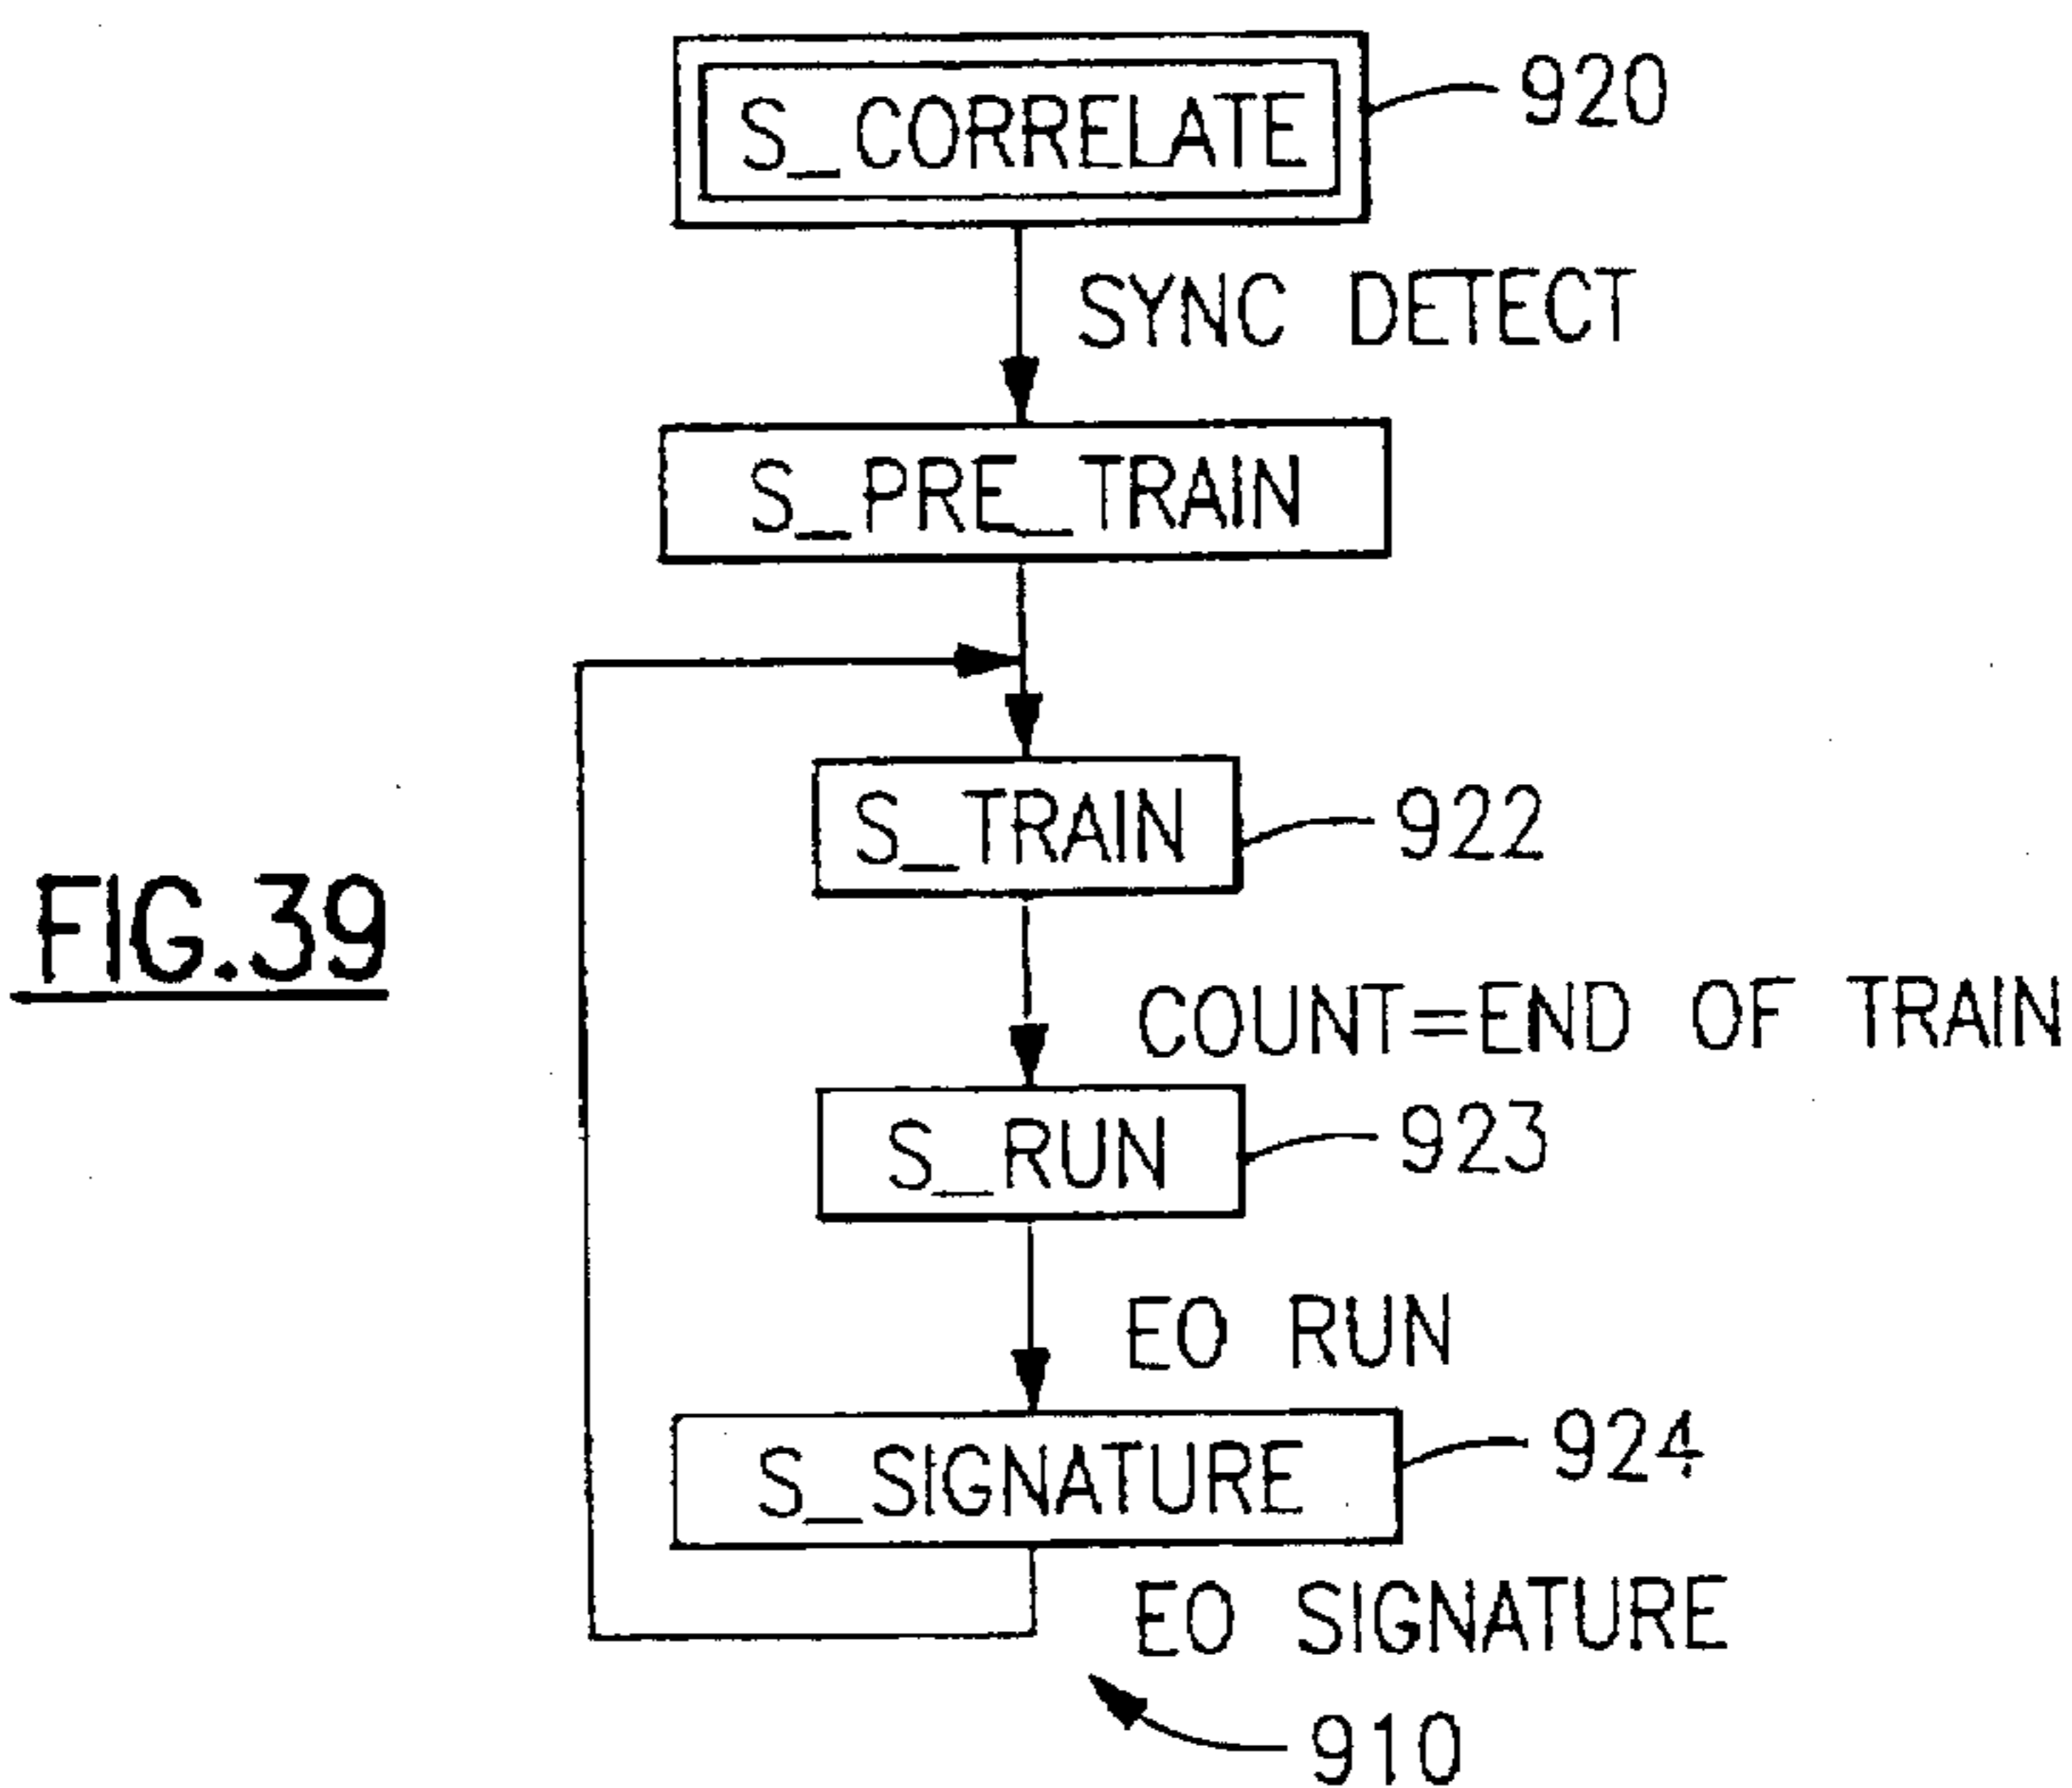 S_CORRELATE
920
SYNC DETECT
S_PRE_TRAIN
S_TRAIN
922
FIG.39
COUNT=END OF TRAIN
S_RUN
923
EO RUN
S_SIGNATURE
924
EO SIGNATURE
910